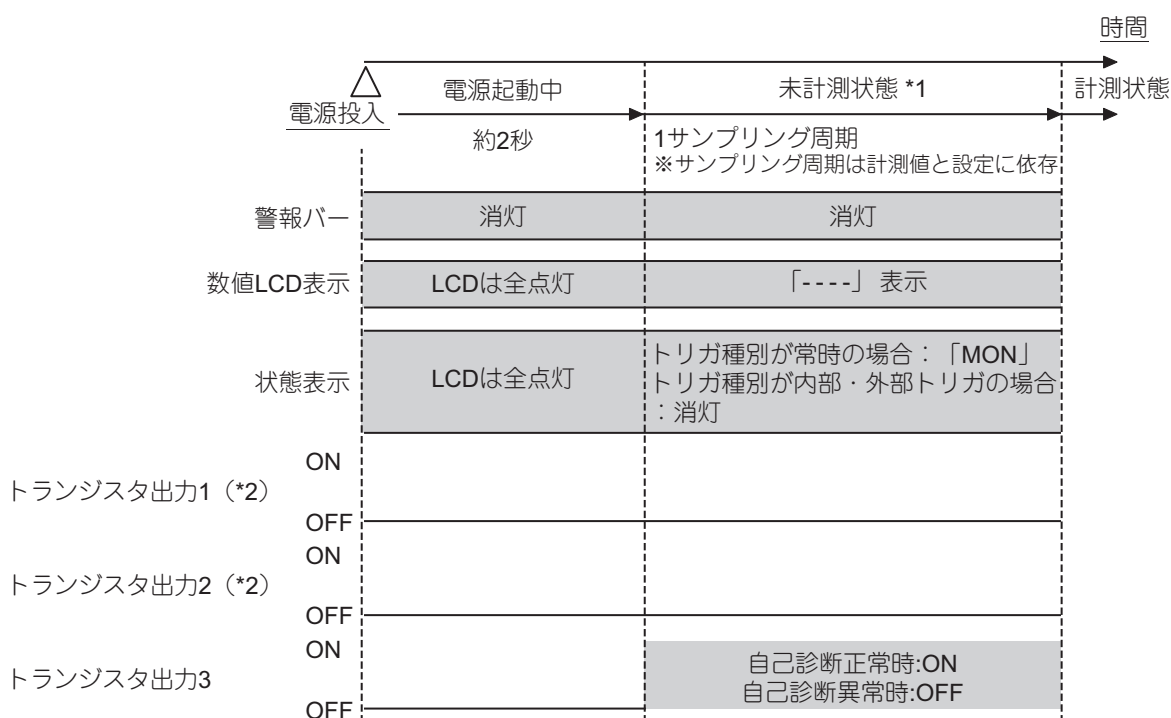 時間
電源起動中
未計測状態 *1
計測状態
電源投入
約2秒
1サンプリング周期
※サンプリング周期は計測値と設定に依存
警報バー
消灯
消灯
数値LCD表示
LCDは全点灯
「----」表示
状態表示
LCDは全点灯
トリガ種別が常時の場合：「MON」
トリガ種別が内部・外部トリガの場合
：消灯
ON
トランジスタ出力1（*2）
OFF
ON
トランジスタ出力2（*2）
OFF
ON
トランジスタ出力3
自己診断正常時:ON
自己診断異常時:OFF
OFF